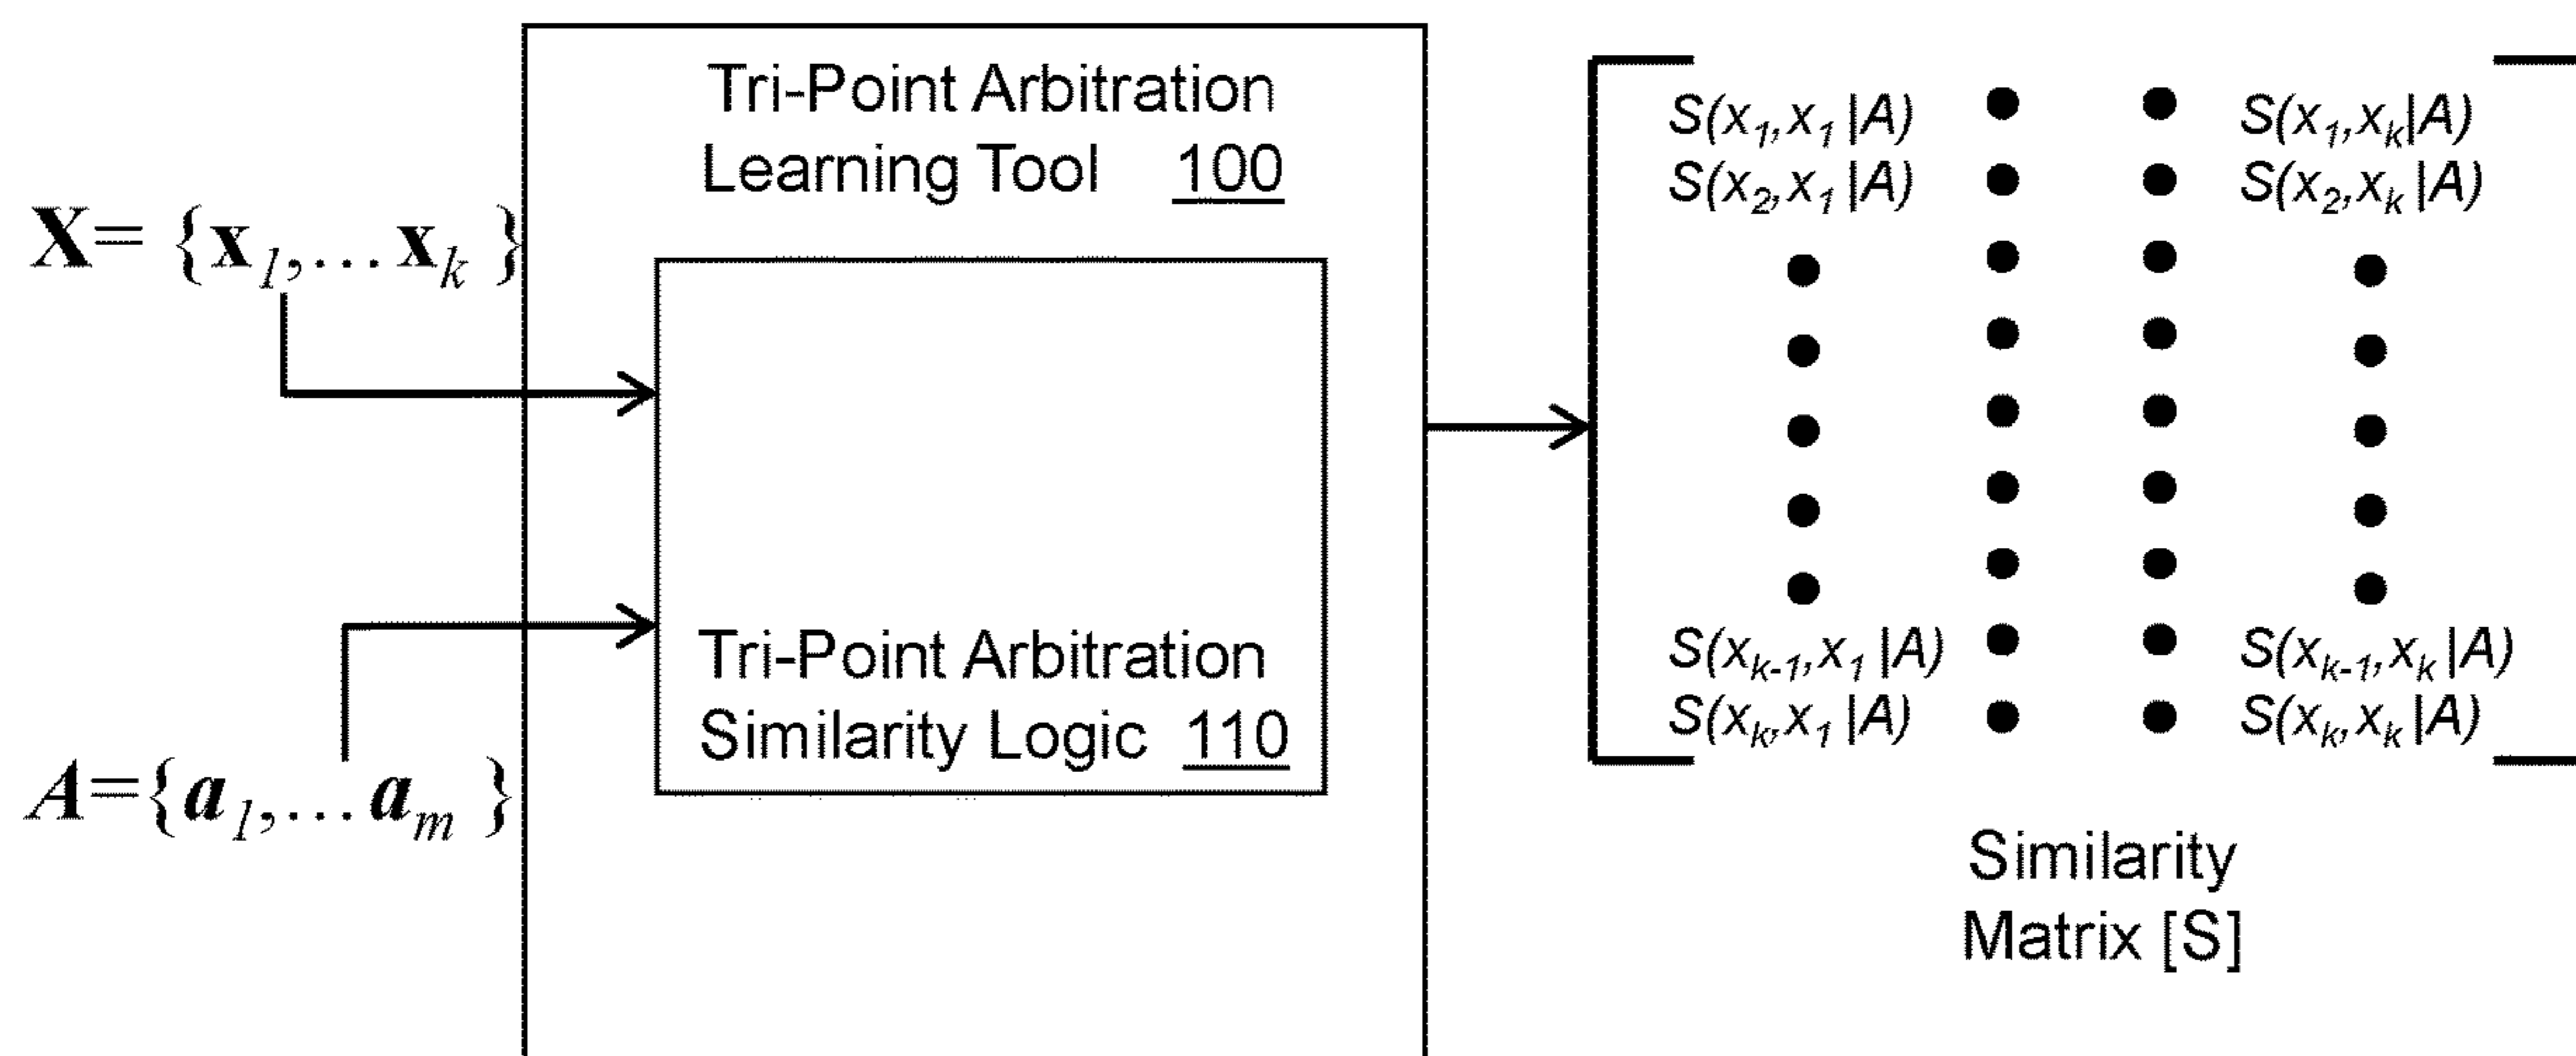 Tri-Point Arbitration
Learning Tool 100
X= {x1,...xk }
A={a1,...am }
Tri-Point Arbitration
Similarity Logic 110
S(x1,x1|A) S(x1,xk|A)
S(x2,x1|A) S(x2,xk|A)
S(xk-1,x1|A) S(xk-1,xk|A)
S(xk,x1|A) S(xk,xk|A)
Similarity
Matrix [S]